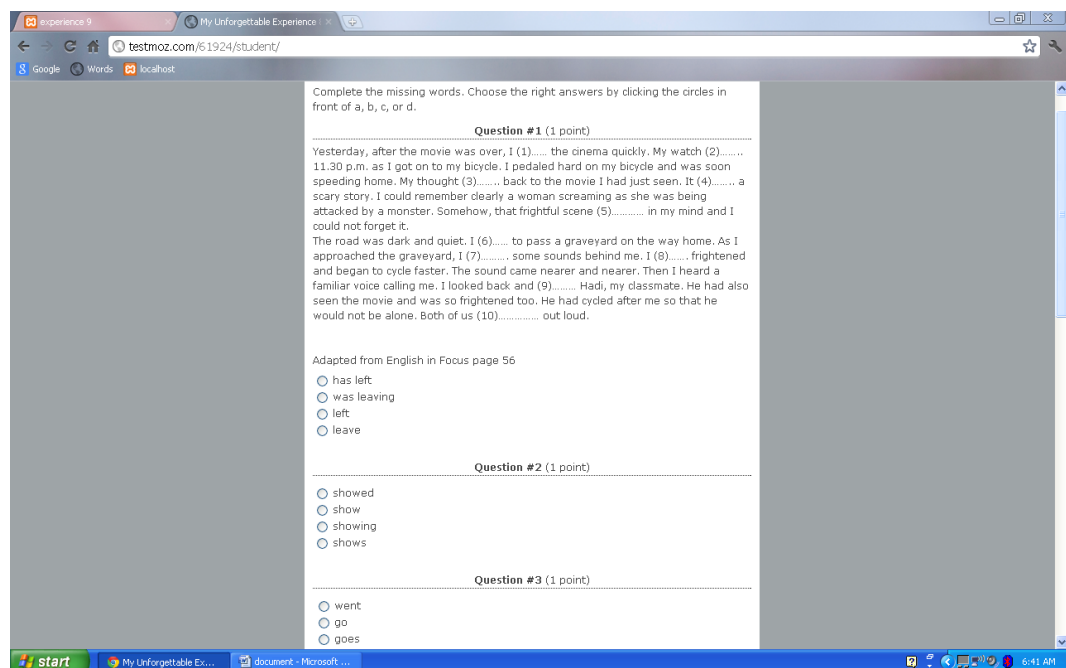 experience 9
My Unforgettable Experience
testmoz.com/61924/student/
Google Words localhost
Complete the missing words. Choose the right answers by clicking the circles in
front of a, b, c, or d.
Question #1 (1 point)
Yesterday, after the movie was over, I (1)...... the cinema quickly. My watch (2)........
11.30 p.m. as I got on to my bicycle. I pedaled hard on my bicycle and was soon
speeding home. My thought (3)........ back to the movie I had just seen. It (4)........ a
scary story. I could remember clearly a woman screaming as she was being
attacked by a monster. Somehow, that frightful scene (5)............ in my mind and I
could not forget it.
The road was dark and quiet. I (6)...... to pass a graveyard on the way home. As I
approached the graveyard, I (7).......... some sounds behind me. I (8)....... frightened
and began to cycle faster. The sound came nearer and nearer. Then I heard a
familiar voice calling me. I looked back and (9)......... Hadi, my classmate. He had also
seen the movie and was so frightened too. He had cycled after me so that he
would not be alone. Both of us (10)............... out loud.
Adapted from English in Focus page 56
has left
was leaving
left
leave
Question #2 (1 point)
showed
show
showing
shows
Question #3 (1 point)
went
go
goes
start
My Unforgettable Ex...
document - Microsoft ...
6:41 AM